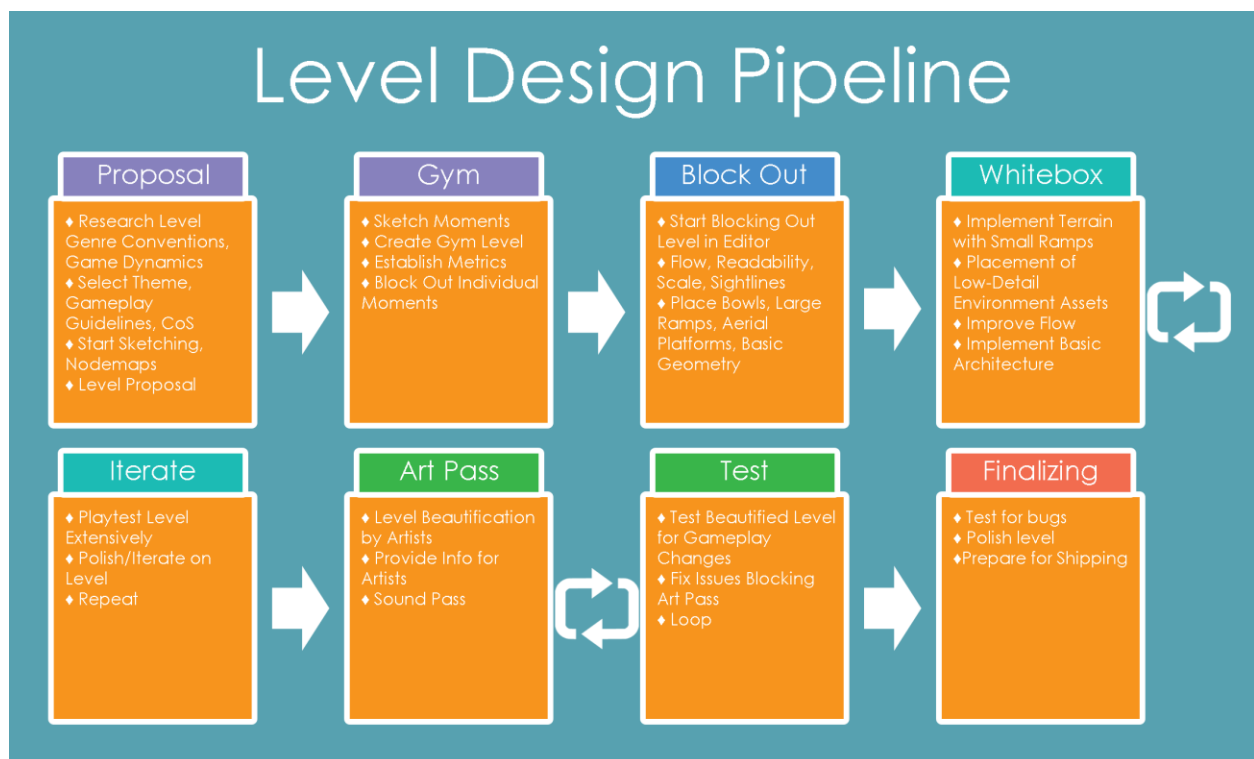 Level Design Pipeline
Proposal
♦ Research Level
Genre Conventions,
Game Dynamics
♦ Select Theme,
Gameplay
Guidelines, CoS
♦ Start Sketching,
Nodemaps
♦ Level Proposal
Gym
♦ Sketch Moments
♦ Create Gym Level
♦ Establish Metrics
♦ Block Out Individual
Moments
Block Out
♦ Start Blocking Out
Level in Editor
♦ Flow, Readability,
Scale, Sightlines
♦ Place Bowls, Large
Ramps, Aerial
Platforms, Basic
Geometry
Whitebox
♦ Implement Terrain
with Small Ramps
♦ Placement of
Low-Detail
Environment Assets
♦ Improve Flow
♦ Implement Basic
Architecture
Iterate
♦ Playtest Level
Extensively
♦ Polish/Iterate on
Level
♦ Repeat
Art Pass
♦ Level Beautification
by Artists
♦ Provide Info for
Artists
♦ Sound Pass
Test
♦ Test Beautified Level
for Gameplay
Changes
♦ Fix Issues Blocking
Art Pass
♦ Loop
Finalizing
♦ Test for bugs
♦ Polish level
♦Prepare for Shipping